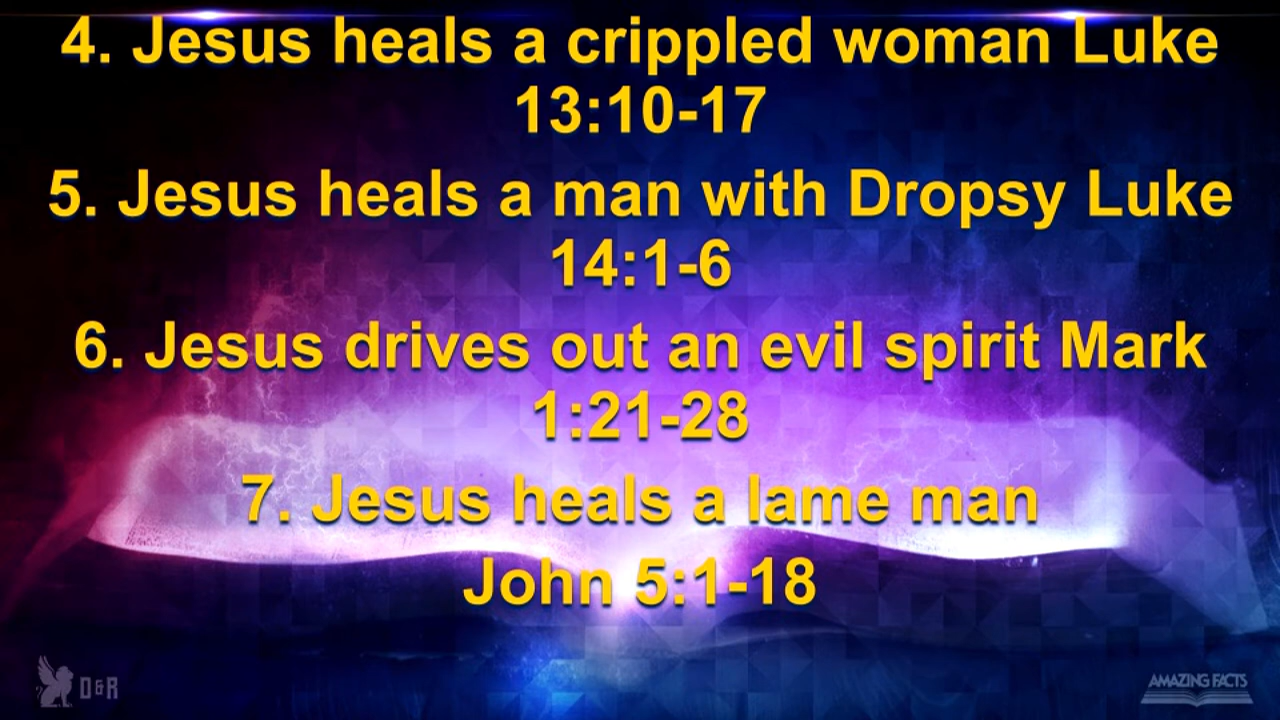 4. Jesus heals a crippled woman Luke
13:10-17
5. Jesus heals a man with Dropsy Luke
14:1-6
6. Jesus drives out an evil spirit Mark
1:21-28
7. Jesus heals a lame man
John 5:1-18
D&R
AMAZING FACTS